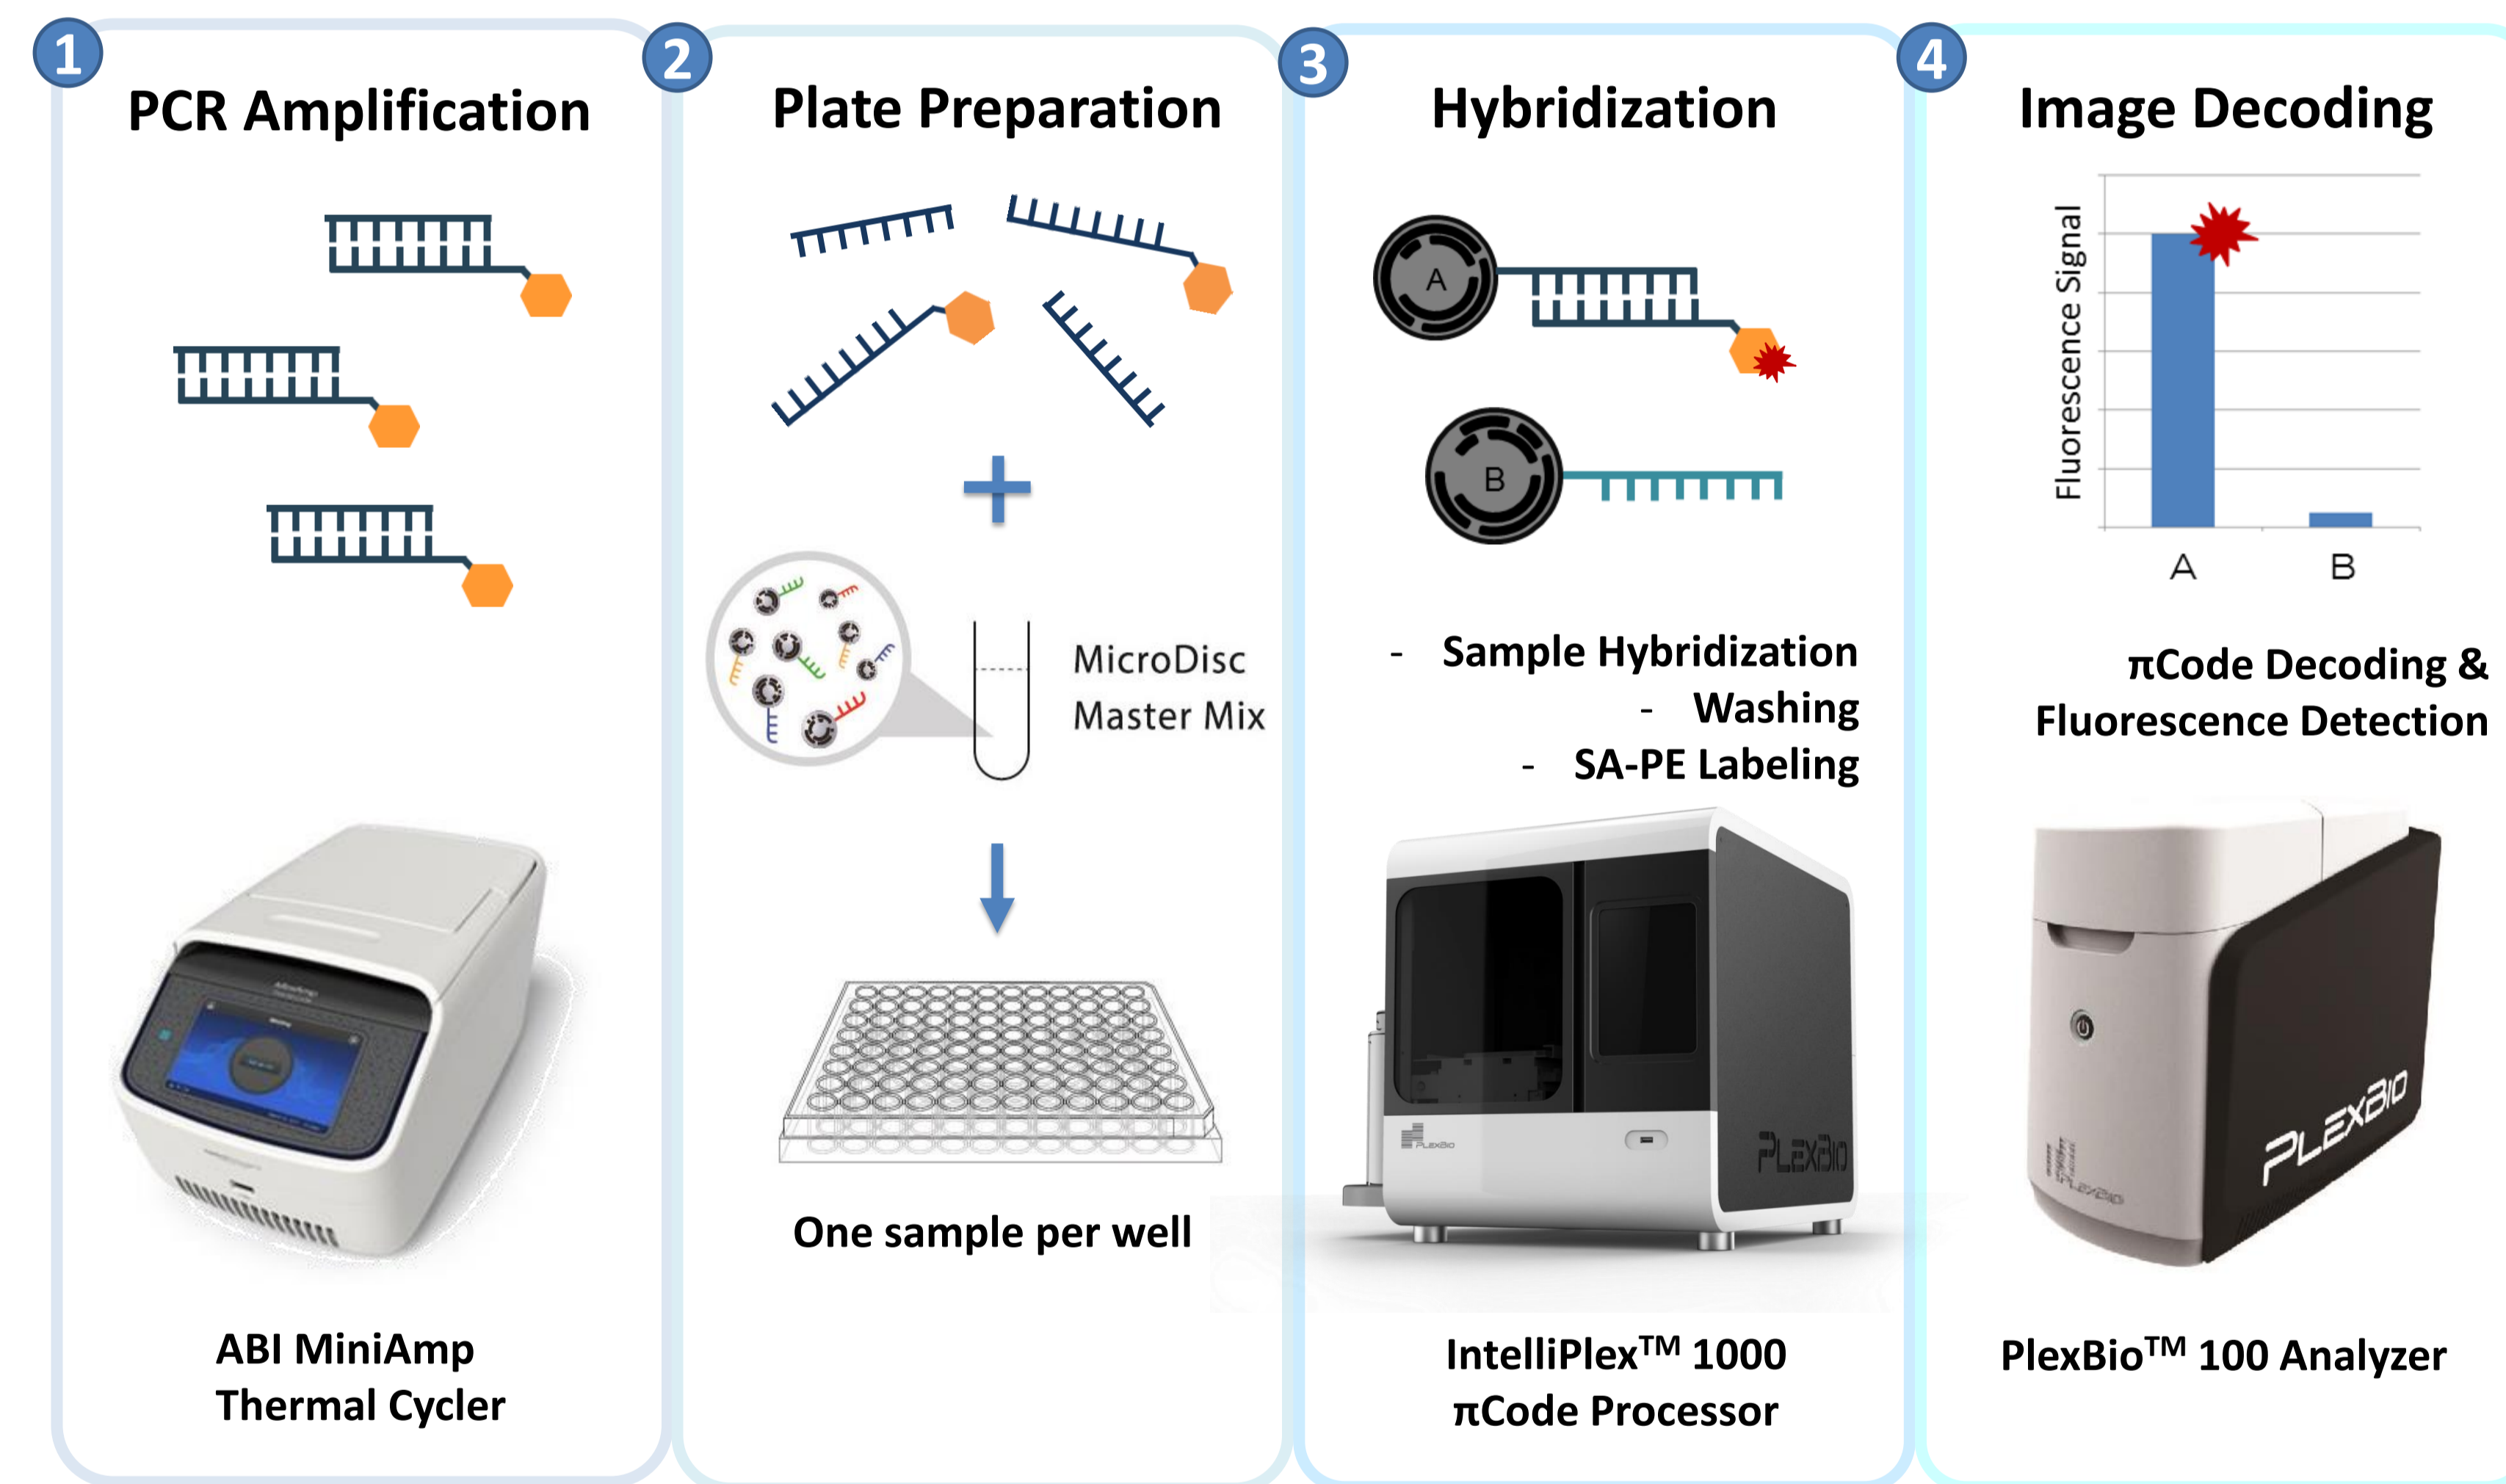 1
PCR Amplification
ABI MiniAmp
Thermal Cycler
2
Plate Preparation
MicroDisc
Master Mix
One sample per well
3
Hybridization
A
B
- Sample Hybridization
- Washing
- SA-PE Labeling
PLEXBIO
PLEXBIO
IntelliPlex™ 1000
πCode Processor
4
Image Decoding
Fluorescence Signal
A
B
πCode Decoding &
Fluorescence Detection
PLEXBIO
PLEXBIO
PlexBio™ 100 Analyzer